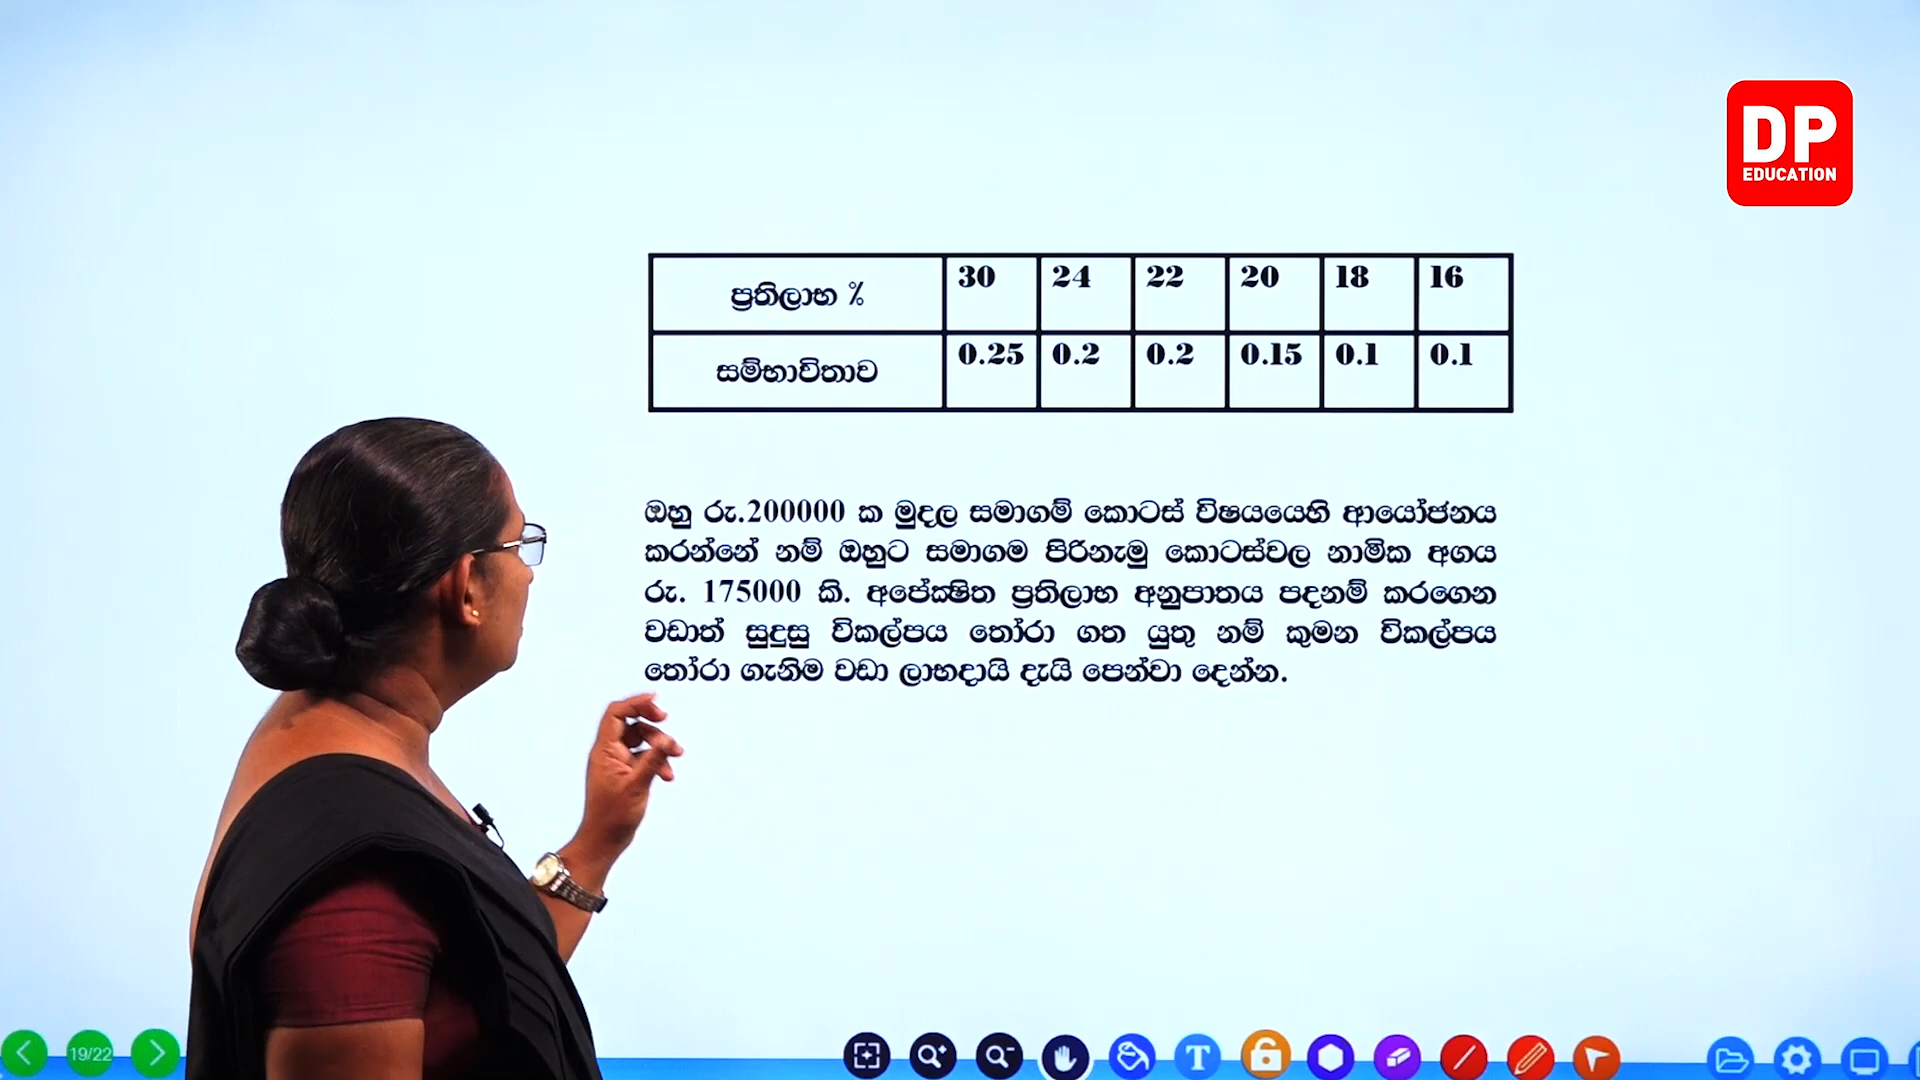 DP
EDUCATION
ප්‍රතිලාභ % 30 24 22 20 18 16
සම්භාවිතාව 0.25 0.2 0.2 0.15 0.1 0.1
ඔහු රු.200000 ක මුදල සමාගම් කොටස් විෂයයෙහි ආයෝජනය
කරන්නේ නම් ඔහුට සමාගම පිරිනැමු කොටස්වල නාමික අගය
රු. 175000 කි. අපේක්‍ෂිත ප්‍රතිලාභ අනුපාතය පදනම් කරගෙන
වඩාත් සුදුසු විකල්පය තෝරා ගත යුතු නම් කුමන විකල්පය
තෝරා ගැනිම වඩා ලාභදායි දැයි පෙන්වා දෙන්න.
19/22
T